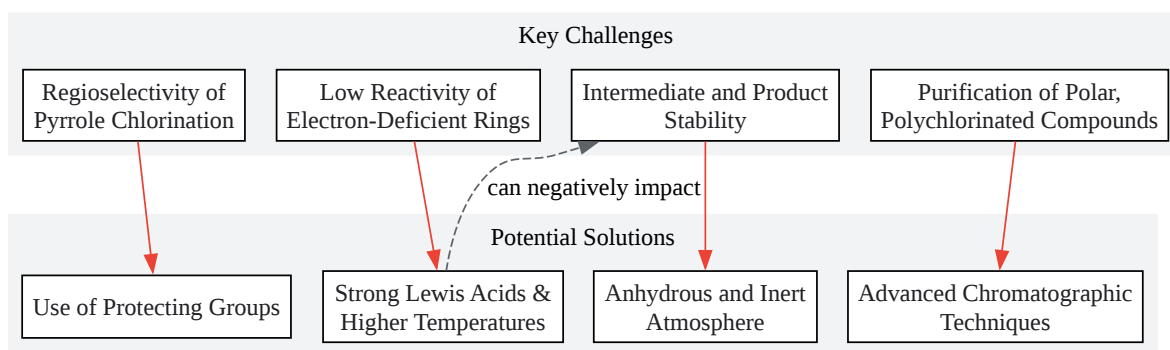 Key Challenges
Regioselectivity of
Pyrrole Chlorination
Low Reactivity of
Electron-Deficient Rings
Intermediate and Product
Stability
Purification of Polar,
Polychlorinated Compounds
can negatively impact
Potential Solutions
Use of Protecting Groups
Strong Lewis Acids &
Higher Temperatures
Anhydrous and Inert
Atmosphere
Advanced Chromatographic
Techniques